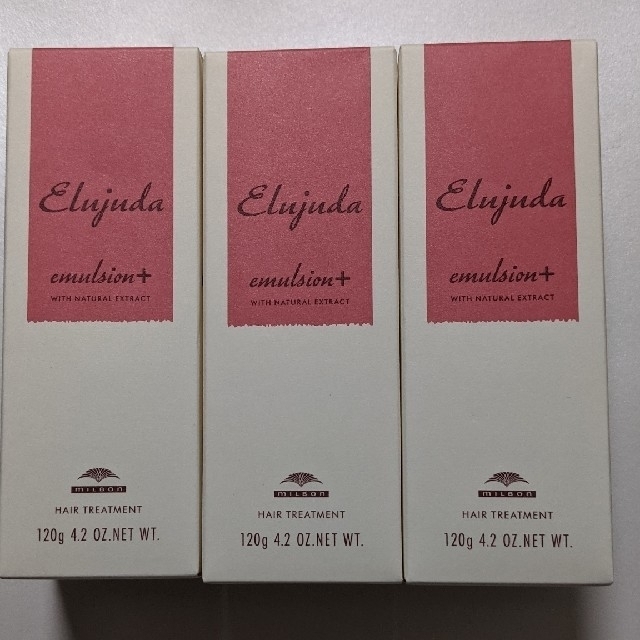 Elujuda
emulsion+
WITH NATURAL EXTRACT
milbon
HAIR TREATMENT
120g 4.2 OZ.NET WT.
Elujuda
emulsion+
WITH NATURAL EXTRACT
milbon
HAIR TREATMENT
120g 4.2 OZ.NET WT.
Elujuda
emulsion+
WITH NATURAL EXTRACT
milbon
HAIR TREATMENT
120g 4.2 OZ.NET WT.